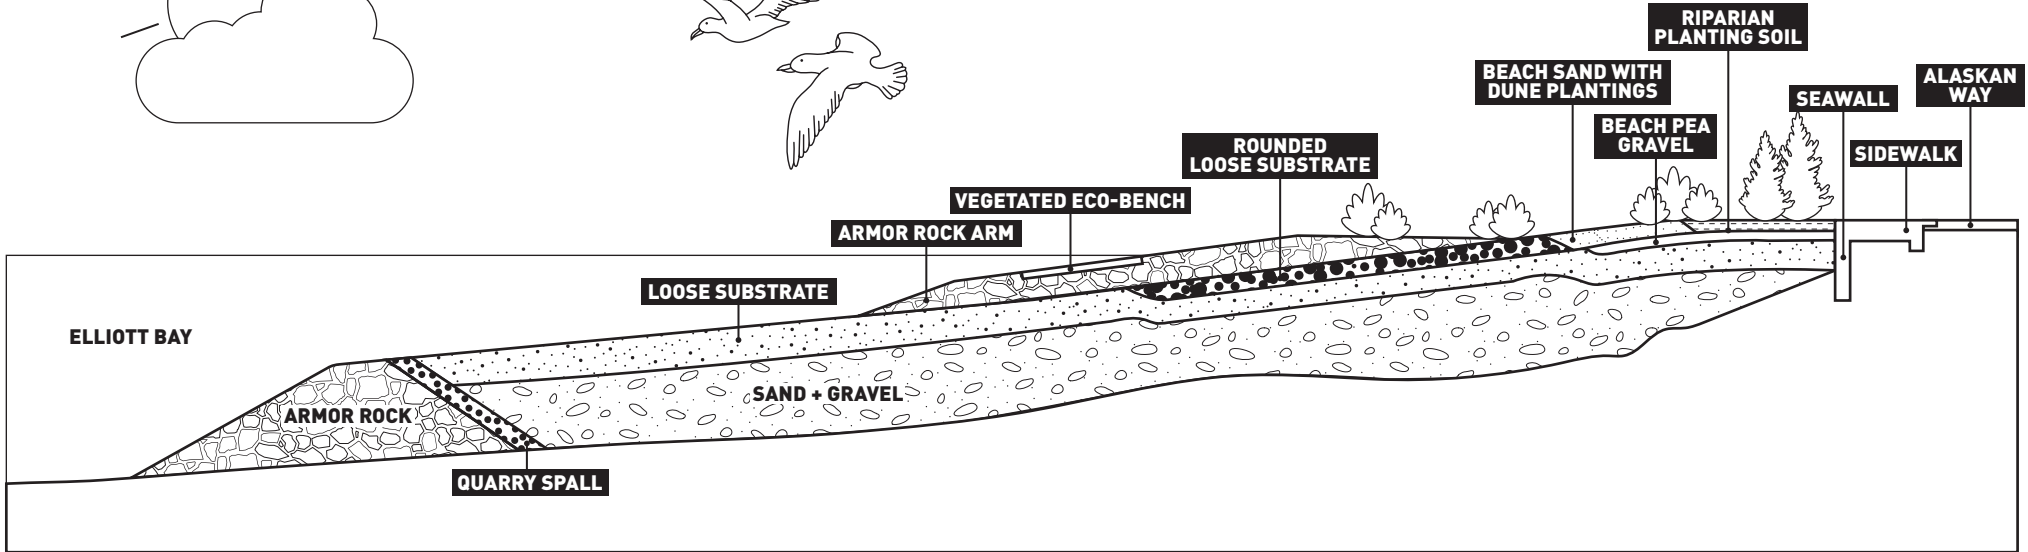 RIPARIAN
PLANTING SOIL
BEACH SAND WITH
DUNE PLANTINGS
ALASKAN
WAY
SEAWALL
BEACH PEA
GRAVEL
ROUNDED
LOOSE SUBSTRATE
SIDEWALK
VEGETATED ECO-BENCH
ARMOR ROCK ARM
LOOSE SUBSTRATE
ELLIOTT BAY
SAND + GRAVEL
ARMOR ROCK
QUARRY SPALL